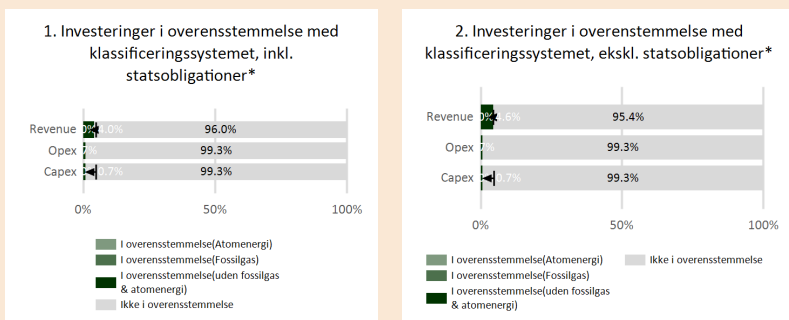 1. Investeringer i overensstemmelse med
klassificeringssystemet, inkl.
statsobligationer*
Revenue 96.0%
Opex 99.3%
Capex 0.7% 99.3%
0% 50% 100%
I overensstemmelse(Atomenergi)
I overensstemmelse(Fossilgas)
I overensstemmelse(uden fossilgas
& atomenergi)
Ikke i overensstemmelse
2. Investeringer i overenstemmelse med
klassificeringssystemet, ekskl. statsobligationer*
Revenue 95.4%
Opex 99.3%
Capex 0.7% 99.3%
0% 50% 100%
I overensstemmelse(Atomenergi) Ikke i overensstemmelse
I overensstemmelse(Fossilgas)
I overensstemmelse(uden fossilgas
& atomenergi)